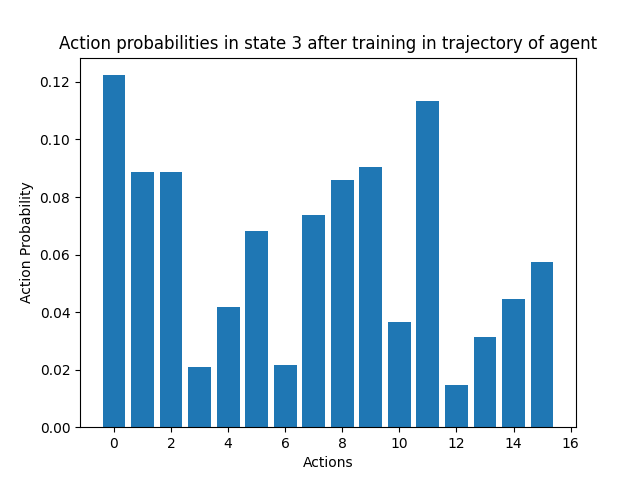 Action probabilities in state 3 after training in trajectory of agent
0.12
0.10
0.08
0.06
0.04
0.02
0.00
Action Probability
0 2 4 6 8 10 12 14 16
Actions